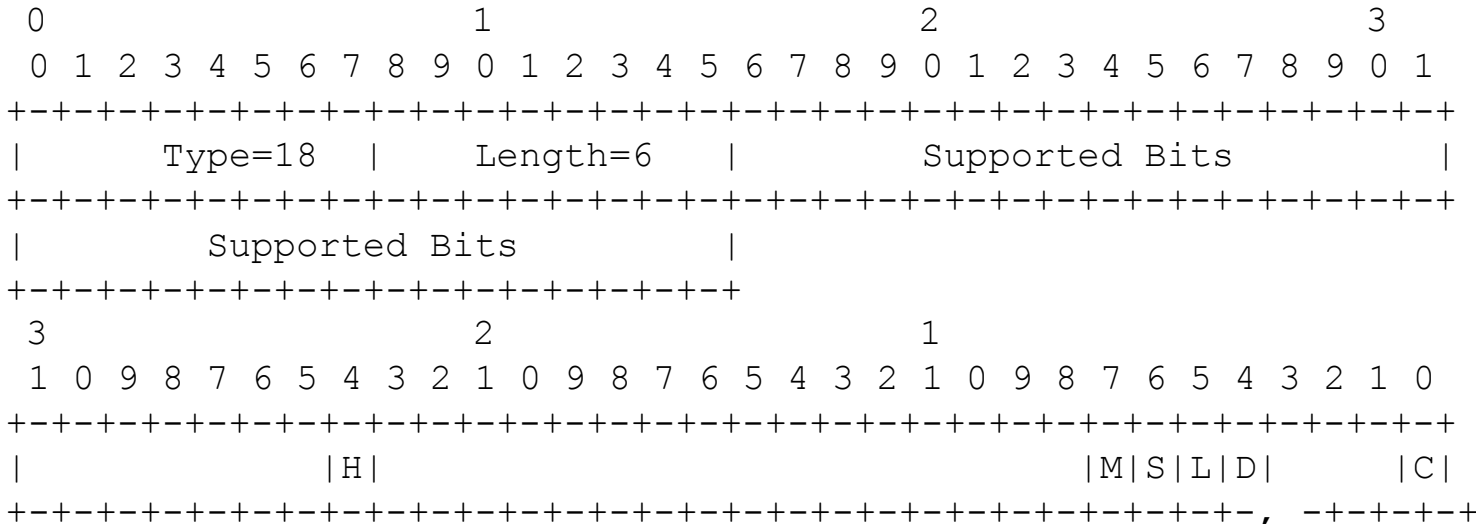 0                   1                   2                   3
 0 1 2 3 4 5 6 7 8 9 0 1 2 3 4 5 6 7 8 9 0 1 2 3 4 5 6 7 8 9 0 1
+-+-+-+-+-+-+-+-+-+-+-+-+-+-+-+-+-+-+-+-+-+-+-+-+-+-+-+-+-+-+-+-+
|      Type=18  |    Length=6   |        Supported Bits         |
+-+-+-+-+-+-+-+-+-+-+-+-+-+-+-+-+-+-+-+-+-+-+-+-+-+-+-+-+-+-+-+-+
|        Supported Bits         |
+-+-+-+-+-+-+-+-+-+-+-+-+-+-+-+-+
 3                   2                   1
 1 0 9 8 7 6 5 4 3 2 1 0 9 8 7 6 5 4 3 2 1 0 9 8 7 6 5 4 3 2 1 0
+-+-+-+-+-+-+-+-+-+-+-+-+-+-+-+-+-+-+-+-+-+-+-+-+-+-+-+-+-+-+-+-+
|             |H|                               |M|S|L|D|     |C|
+-+-+-+-+-+-+-+-+-+-+-+-+-+-+-+-+-+-+-+-+-+-+-+-+-+-+-+-, -+-+-+-+